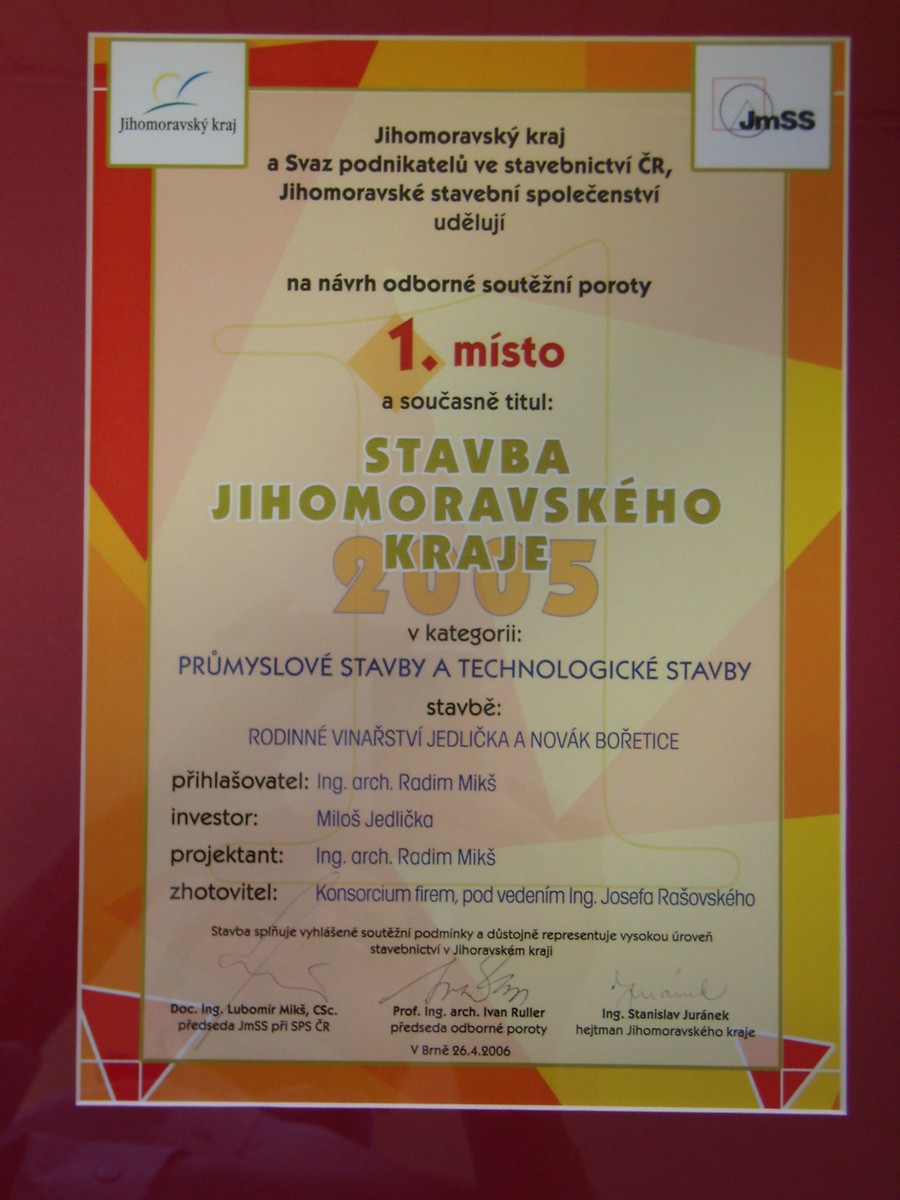 Jihomoravský kraj
JmSS
Jihomoravský kraj
a Svaz podnikatelů ve stavebnictví ČR,
Jihomoravské stavební společenství
udělují
na návrh odborné soutěžní poroty
1. místo
a současně titul:
STAVBA
JIHOMORAVSKÉHO
KRAJE
2005
v kategorii:
PRŮMYSLOVÉ STAVBY A TECHNOLOGICKÉ STAVBY
stavbě:
RODINNÉ VINAŘSTVÍ JEDLIČKA A NOVÁK BOŘETICE
přihlašovatel: Ing. arch. Radim Mikš
investor: Miloš Jedlička
projektant: Ing. arch. Radim Mikš
zhotovitel: Konsorcium firem, pod vedením Ing. Josefa Rašovského
Stavba splňuje vyhlášené soutěžní podmínky a důstojně representuje vysokou úroveň
stavebnictví v Jihoravském kraji
Doc. Ing. Lubomír Mikš, CSc. Prof. Ing. arch. Ivan Ruller Ing. Stanislav Juránek
předseda JmSS při SPS ČR předseda odborné poroty hejtman Jihomoravského kraje
V Brně 26.4.2006